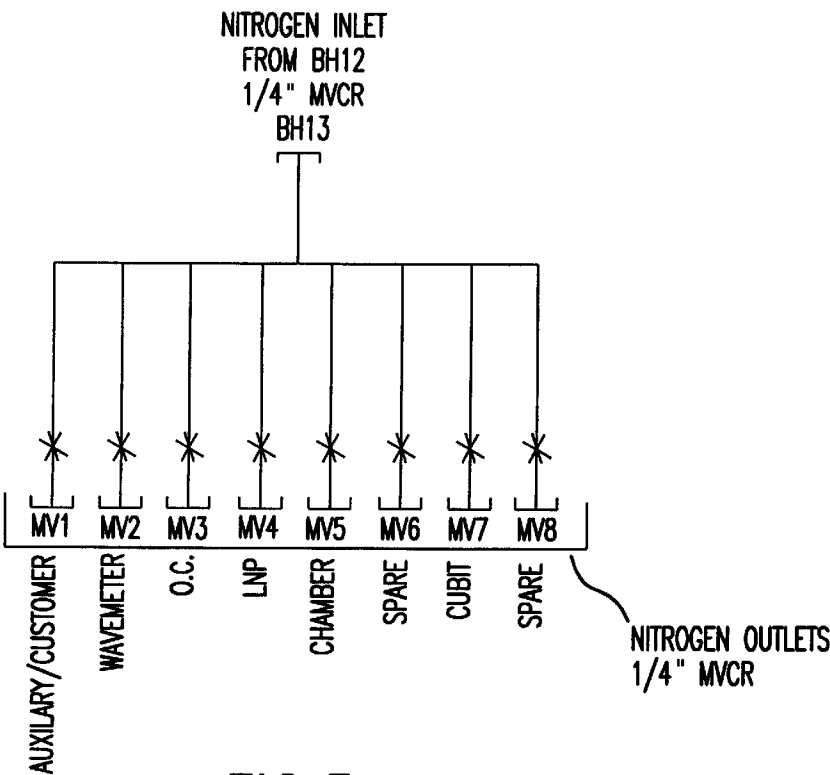 NITROGEN INLET
FROM BH12
1/4" MVCR
BH13
MV1 MV2 MV3 MV4 MV5 MV6 MV7 MV8
AUXILARY/CUSTOMER
WAVEMETER
O.C.
LNP
CHAMBER
SPARE
CUBIT
SPARE
NITROGEN OUTLETS
1/4" MVCR